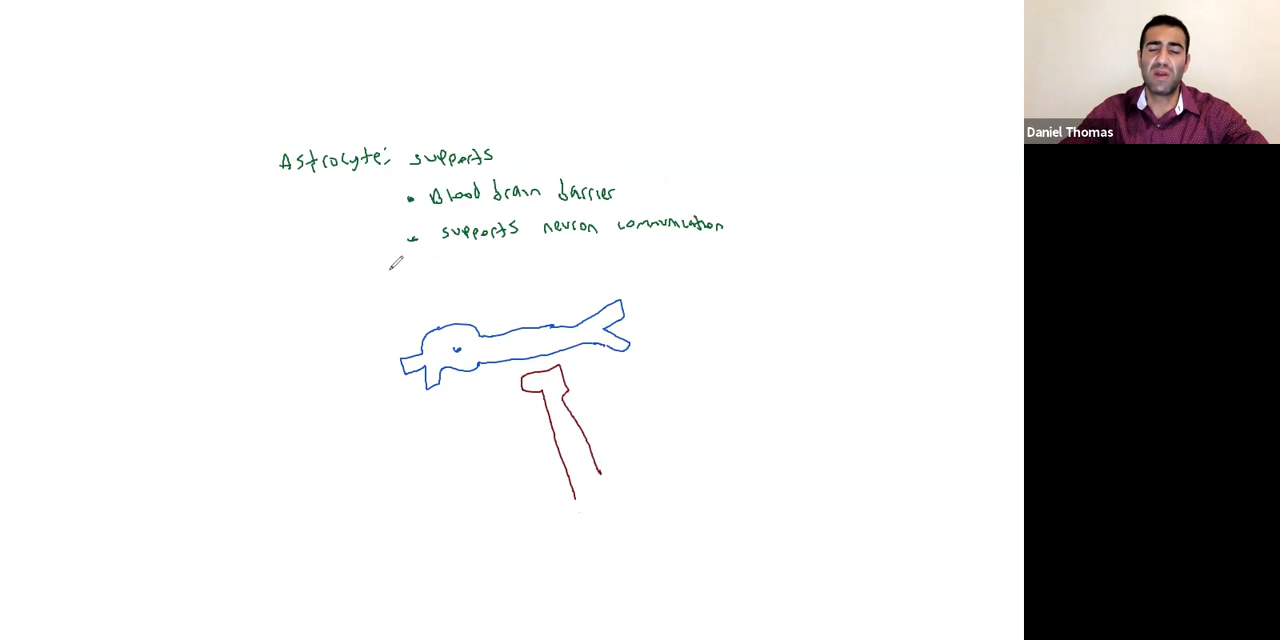 Astrocyte: supports
• Blood brain barrier
• supports neuron communication
Daniel Thomas